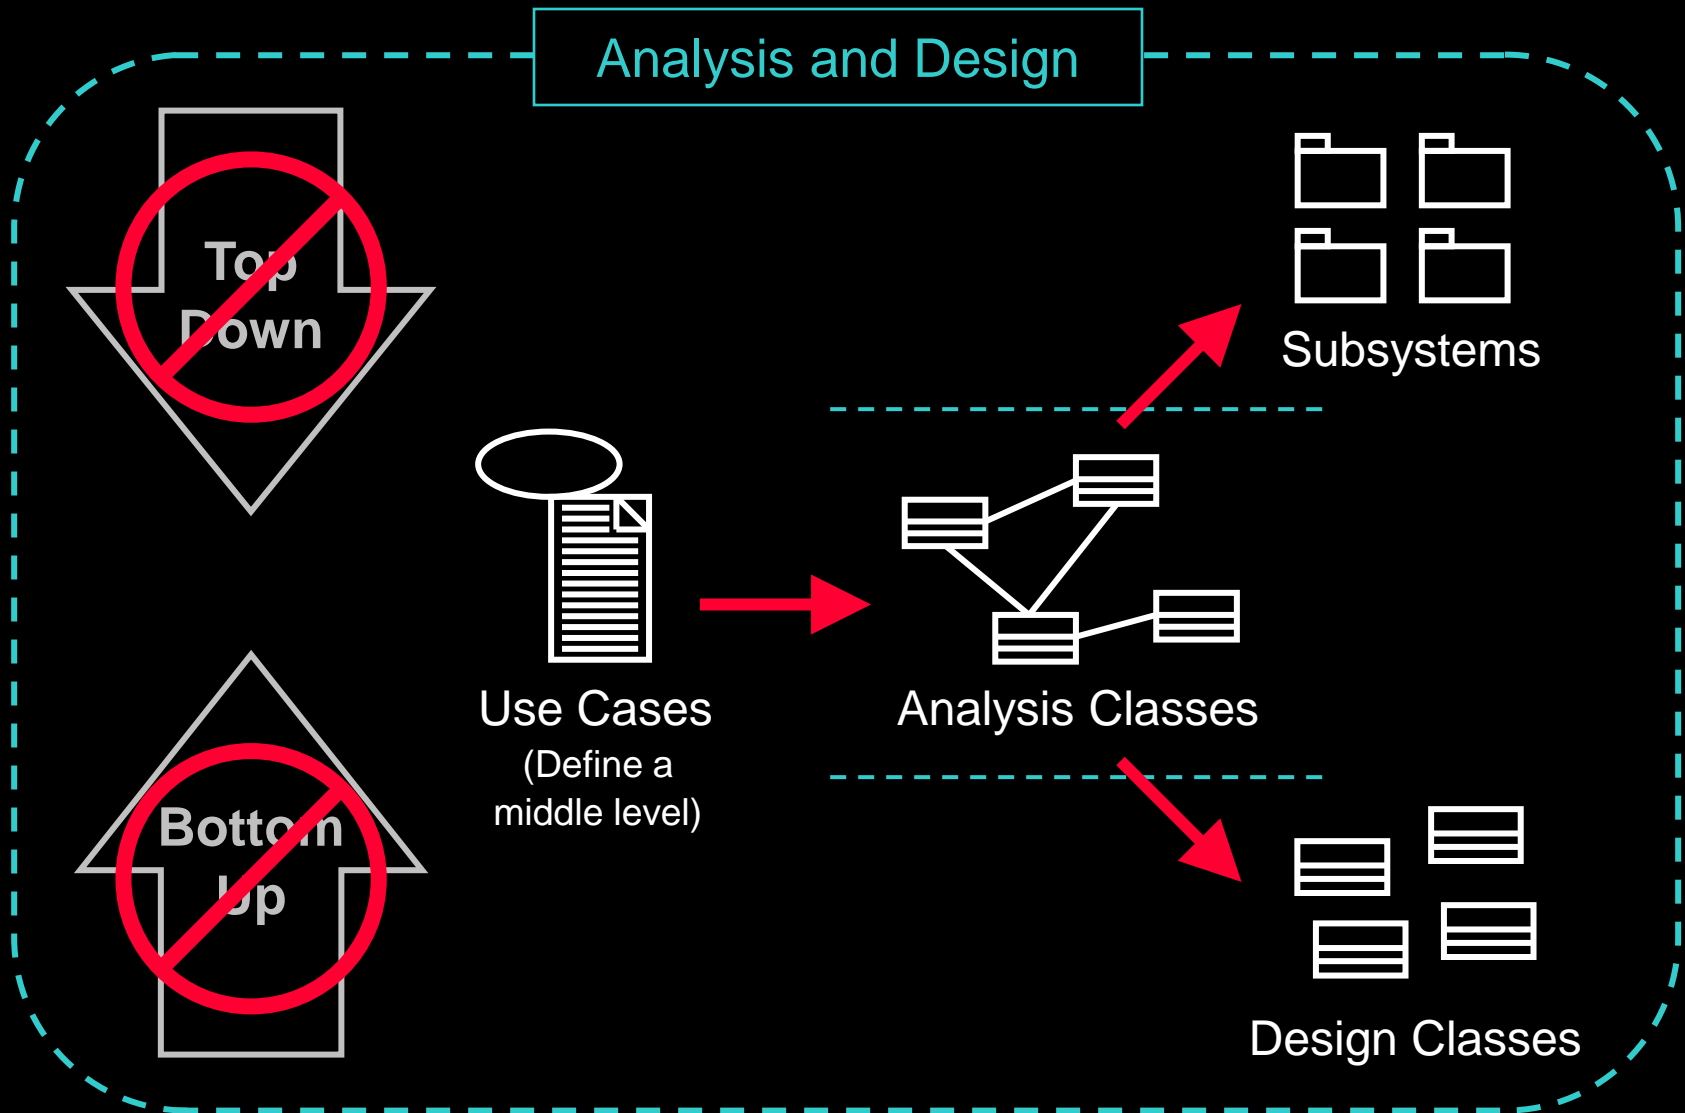 Analysis and Design
Top
Down
Subsystems
Use Cases
(Define a
middle level)
Analysis Classes
Bottom
Up
Design Classes